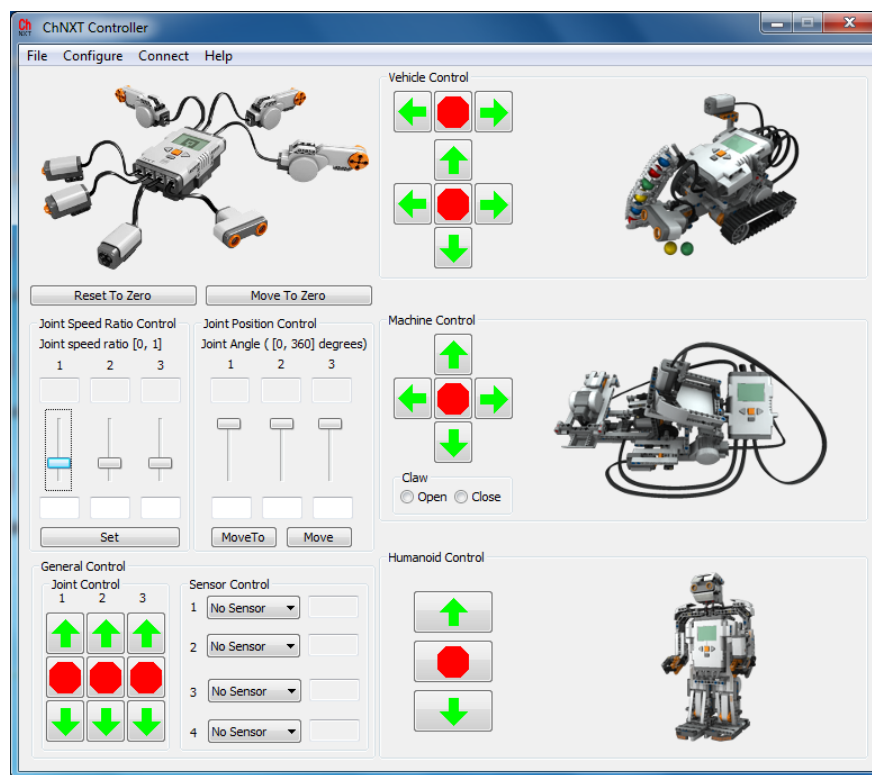 Ch
NXT
ChNXT Controller
File Configure Connect Help
Reset To Zero Move To Zero
Joint Speed Ratio Control
Joint speed ratio [0, 1]
1 2 3
Set
Joint Position Control
Joint Angle ( [0, 360] degrees)
1 2 3
MoveTo Move
General Control
Joint Control
1 2 3
Sensor Control
1 No Sensor
2 No Sensor
3 No Sensor
4 No Sensor
Vehicle Control
Machine Control
Claw
Open Close
Humanoid Control